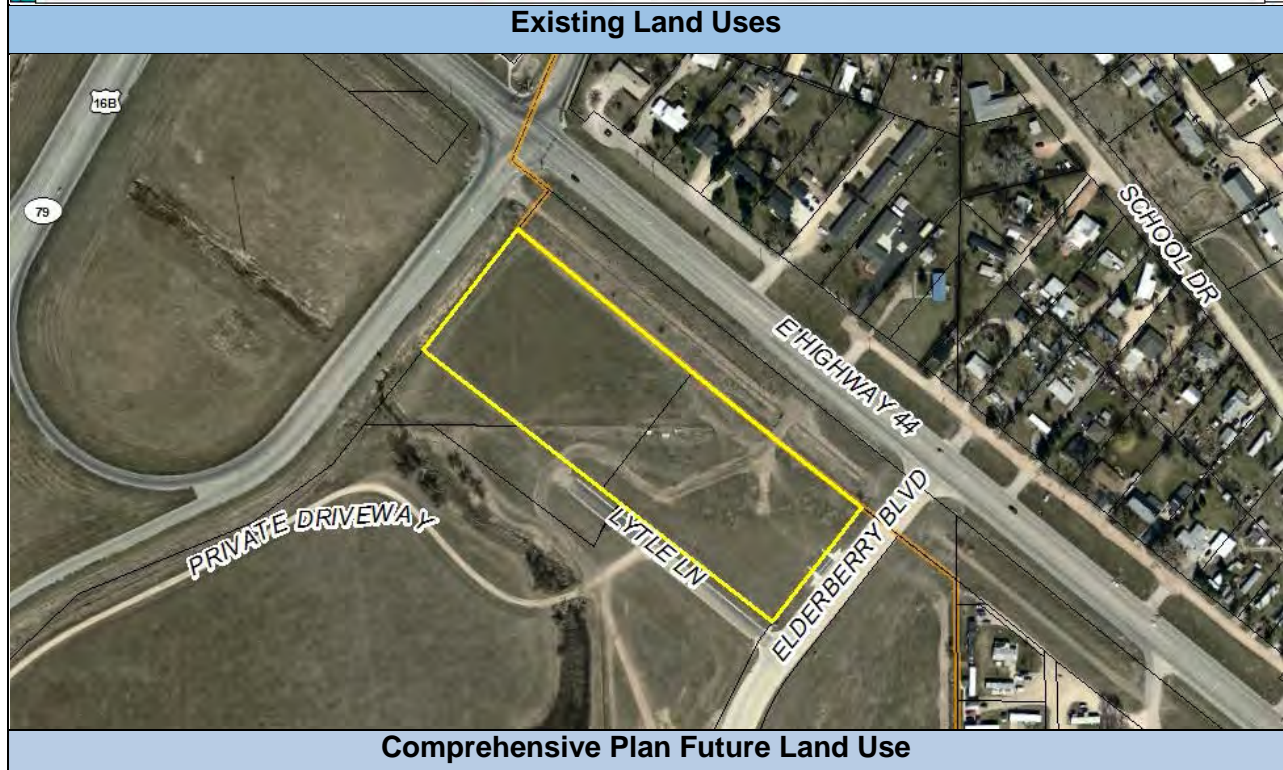 Existing Land Uses
16B
79
SCHOOL DR
E HIGHWAY 44
PRIVATE DRIVEWAY
LYTLE LN
ELDERBERRY BLVD
Comprehensive Plan Future Land Use